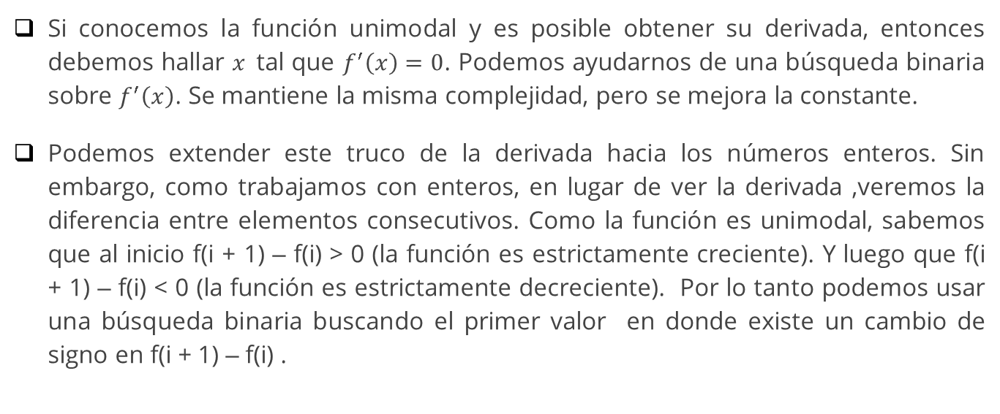 ❑ Si conocemos la función unimodal y es posible obtener su derivada, entonces
debemos hallar x tal que f′(x) = 0. Podemos ayudarnos de una búsqueda binaria
sobre f′(x). Se mantiene la misma complejidad, pero se mejora la constante.
❑ Podemos extender este truco de la derivada hacia los números enteros. Sin
embargo, como trabajamos con enteros, en lugar de ver la derivada ,veremos la
diferencia entre elementos consecutivos. Como la función es unimodal, sabemos
que al inicio f(i + 1) – f(i) > 0 (la función es estrictamente creciente). Y luego que f(i
+ 1) – f(i) < 0 (la función es estrictamente decreciente).  Por lo tanto podemos usar
una búsqueda binaria buscando el primer valor  en donde existe un cambio de
signo en f(i + 1) – f(i) .